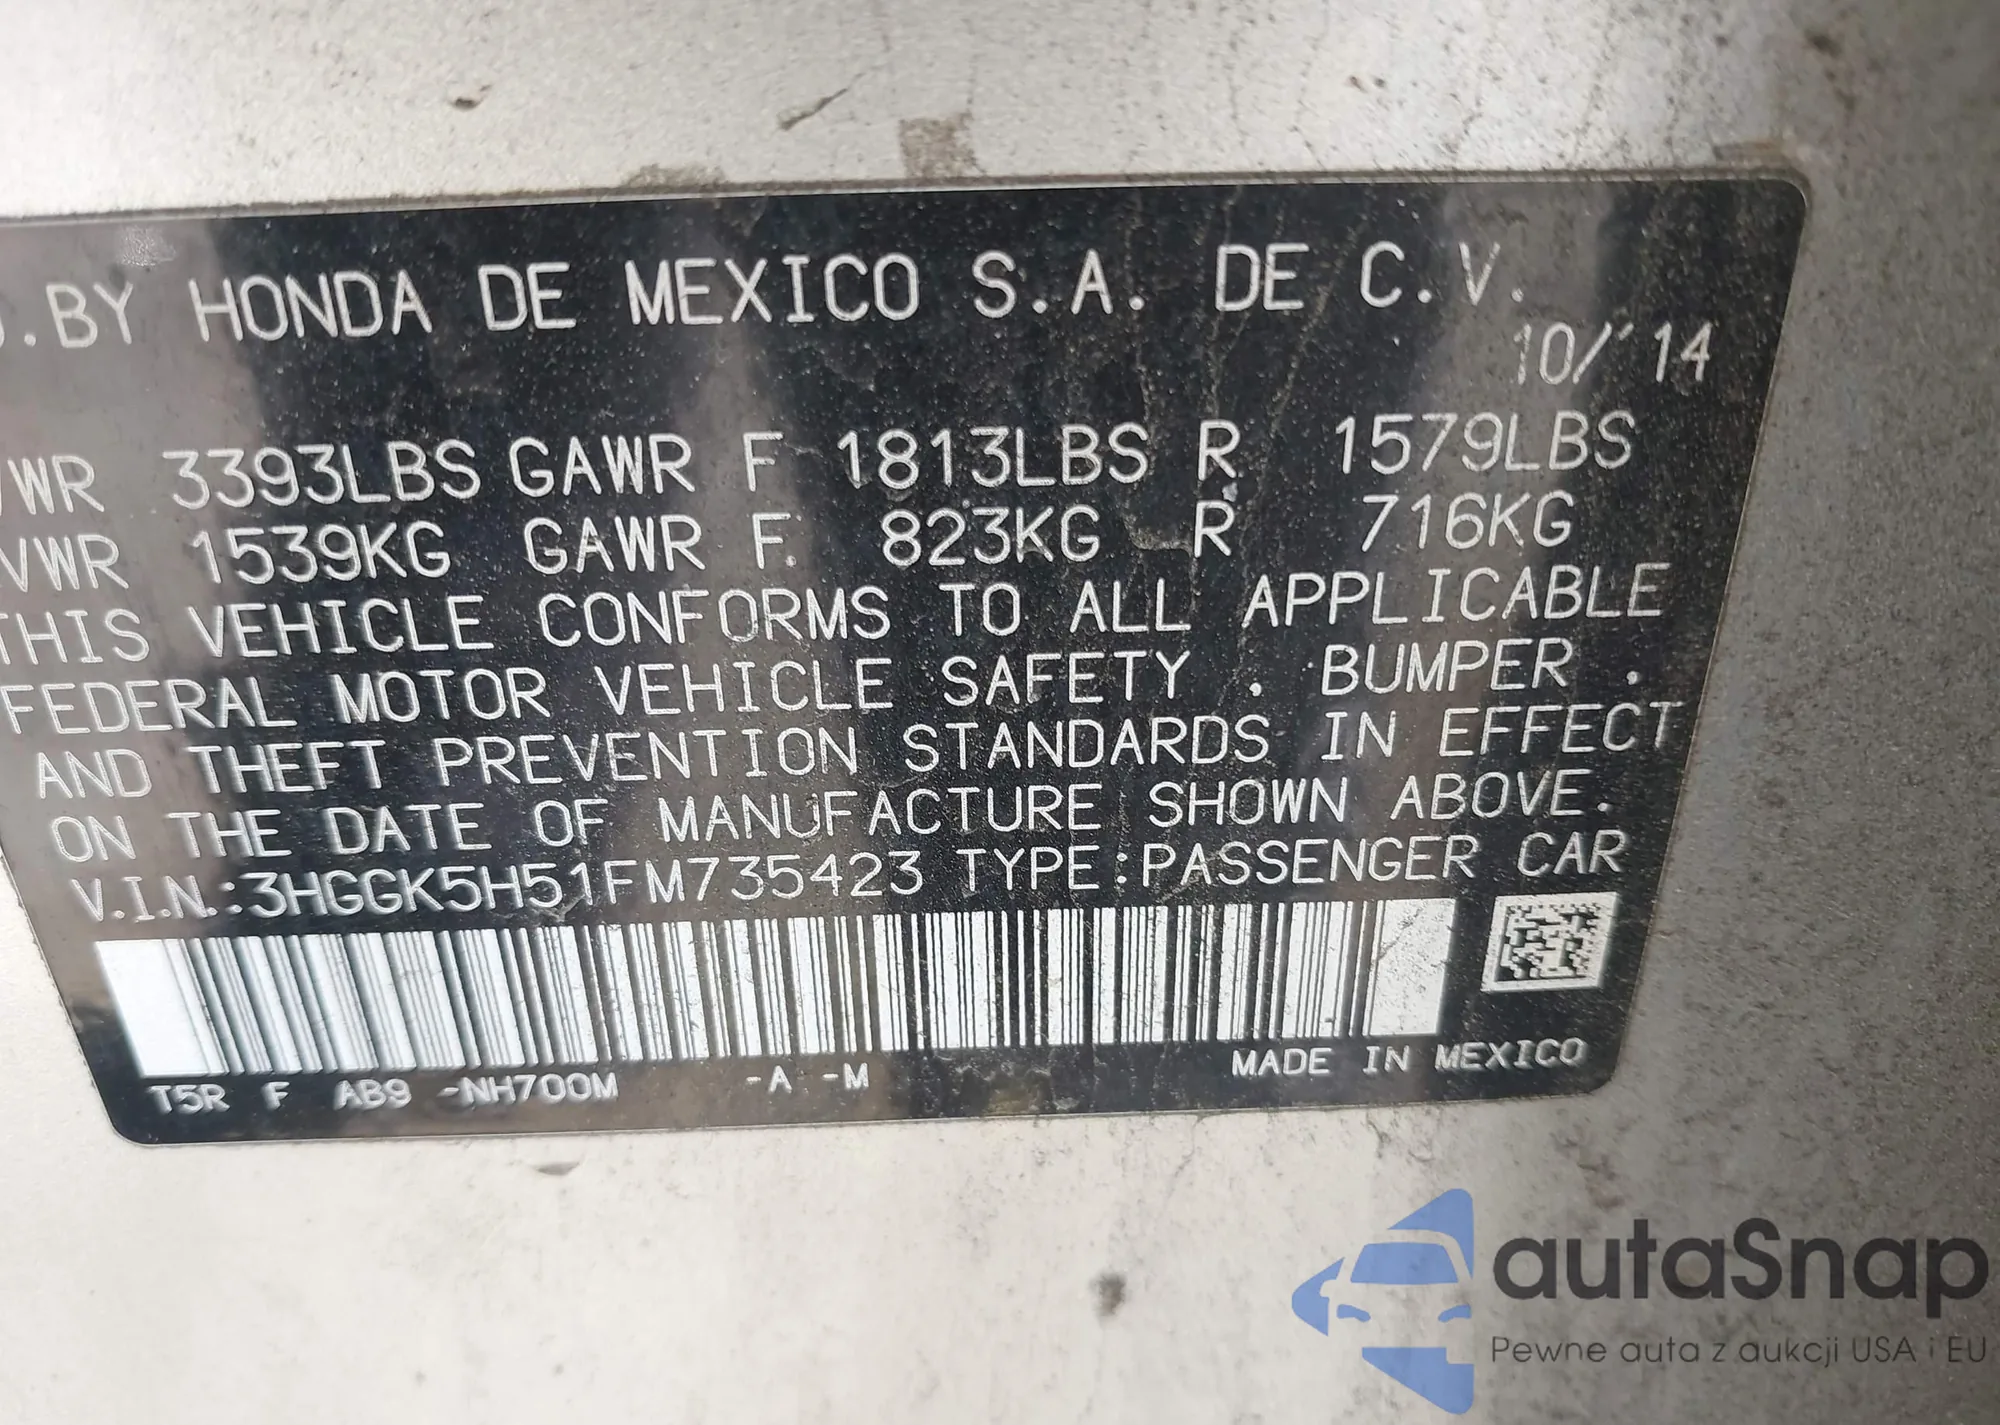 D.BY HONDA DE MEXICO S.A. DE C.V.
10/'14
VWR 3393LBS GAWR F 1813LBS R 1579LBS
VWR 1539KG GAWR F 823KG R 716KG
THIS VEHICLE CONFORMS TO ALL APPLICABLE
FEDERAL MOTOR VEHICLE SAFETY . BUMPER .
AND THEFT PREVENTION STANDARDS IN EFFECT
ON THE DATE OF MANUFACTURE SHOWN ABOVE.
V.I.N.:3HGGK5H51FM735423 TYPE:PASSENGER CAR
T5R F AB9 -NH700M -A -M MADE IN MEXICO
autaSnap
Pewne auta z aukcji USA i EU